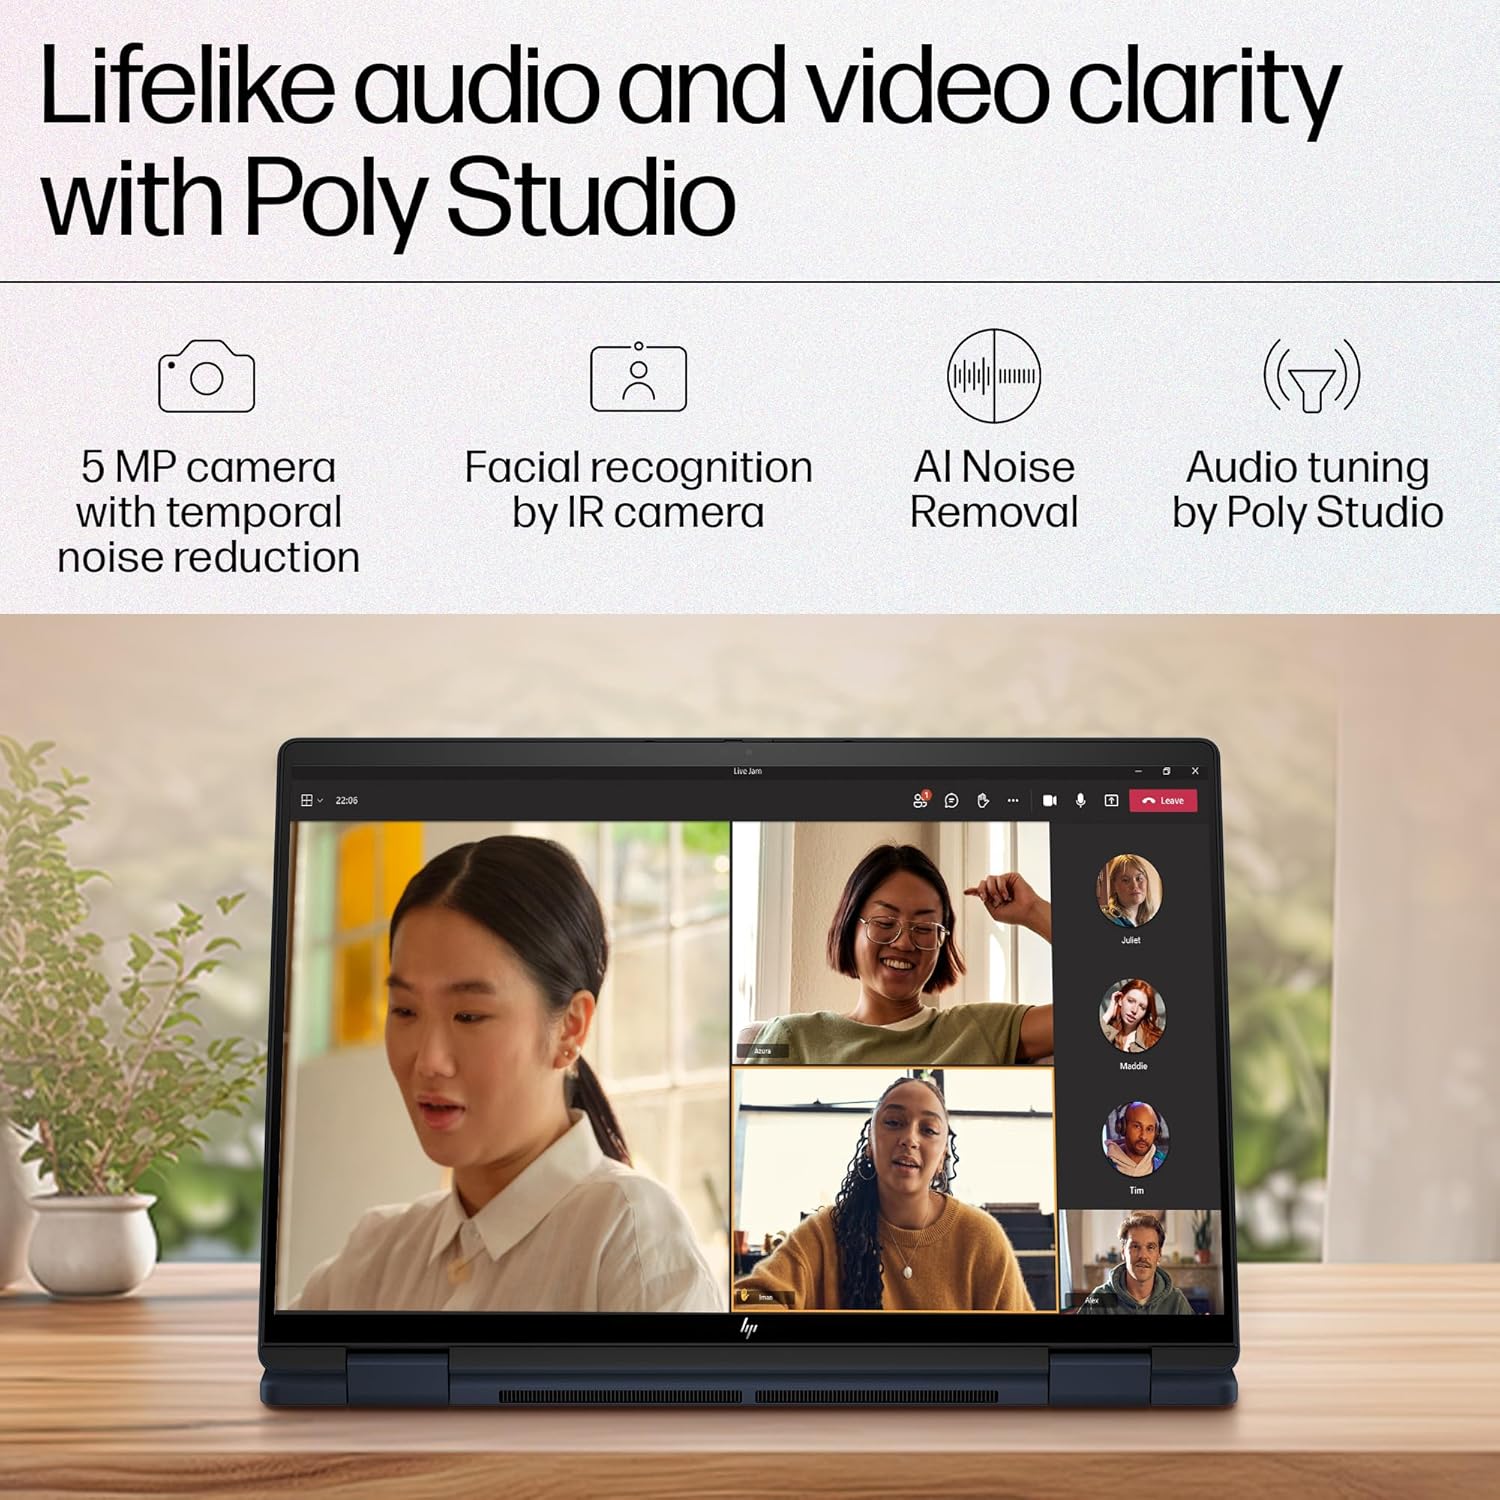 Lifelike audio and video clarity
with Poly Studio
5 MP camera
with temporal
noise reduction
Facial recognition
by IR camera
AI Noise
Removal
Audio tuning
by Poly Studio
Live Jam
22:06
1
Leave
Juliet
Azura
Maddie
Tim
Iman
Alex
hp